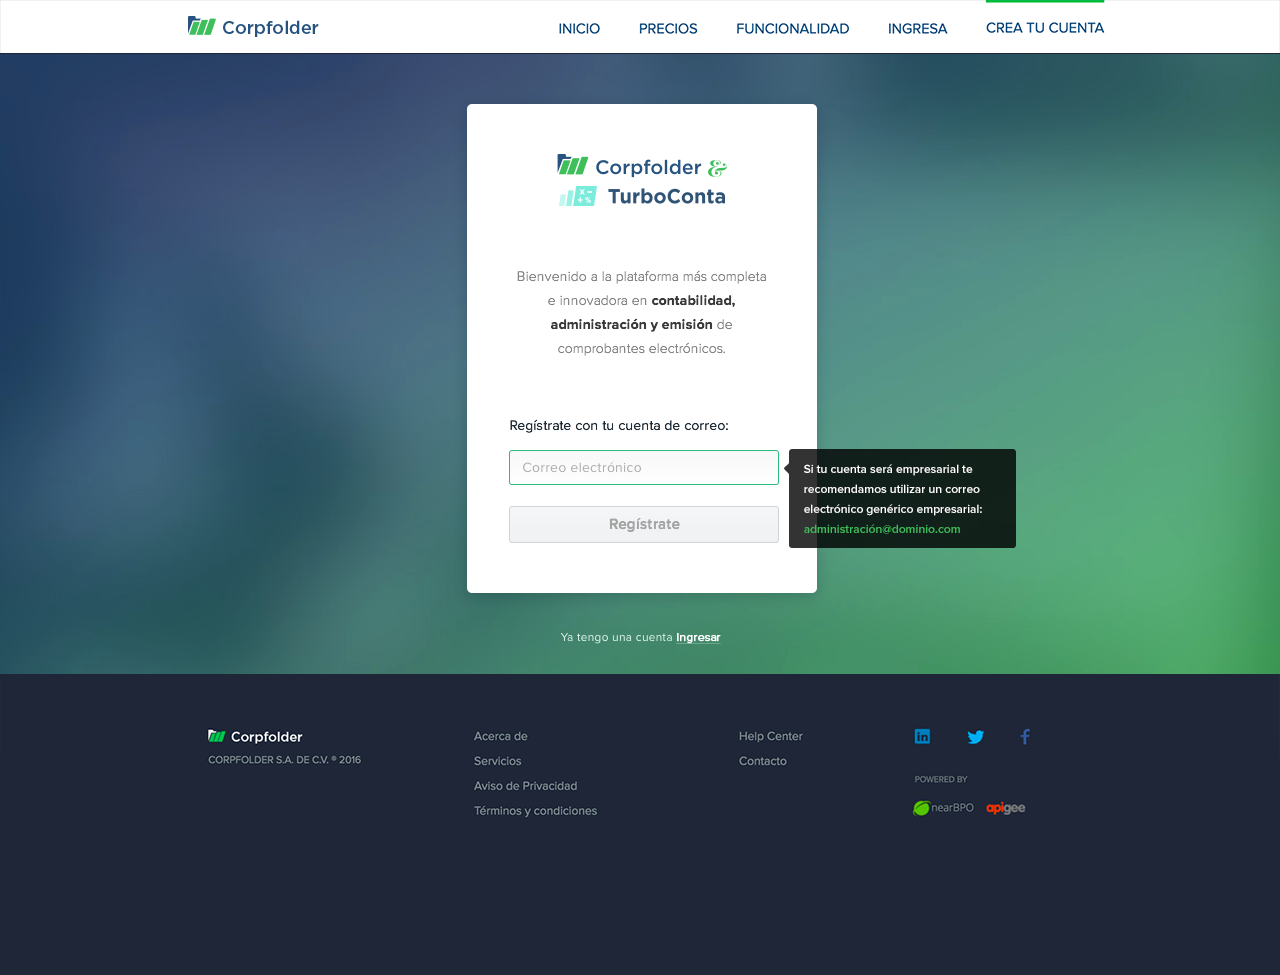 Corpfolder
INICIO
PRECIOS
FUNCIONALIDAD
INGRESA
CREA TU CUENTA
Corpfolder &
TurboConta
Bienvenido a la plataforma más completa
e innovadora en contabilidad,
administración y emisión de
comprobantes electrónicos.
Regístrate con tu cuenta de correo:
Correo electrónico
Regístrate
Si tu cuenta será empresarial te
recomendamos utilizar un correo
electrónico genérico empresarial:
administración@dominio.com
Ya tengo una cuenta Ingresar
Corpfolder
CORPFOLDER S.A. DE C.V. ® 2016
Acerca de
Servicios
Aviso de Privacidad
Términos y condiciones
Help Center
Contacto
POWERED BY
nearBPO
apigee